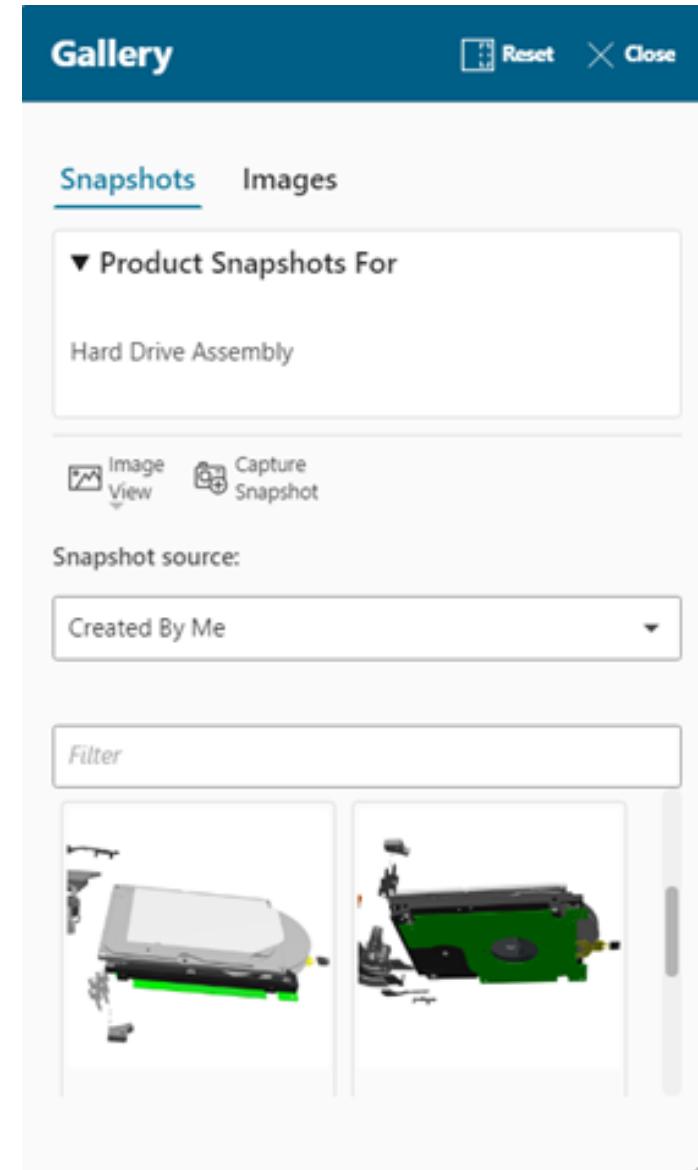 Gallery
Reset
Close
Snapshots Images
▼ Product Snapshots For
Hard Drive Assembly
Image
View
Capture
Snapshot
Snapshot source:
Created By Me
Filter